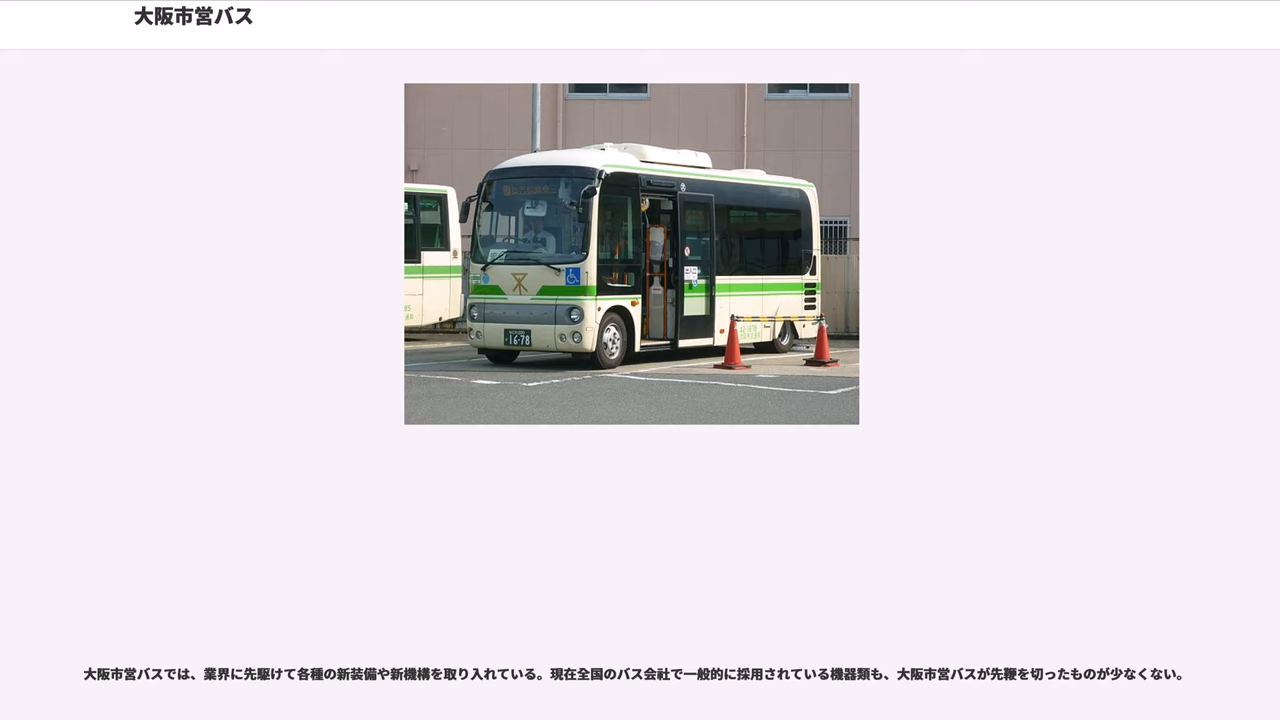 大阪市営バス
16-78
大阪市営バスでは、業界に先駆けて各種の新装備や新機構を取り入れている。現在全国のバス会社で一般的に採用されている機器類も、大阪市営バスが先鞭を切ったものが少なくない。